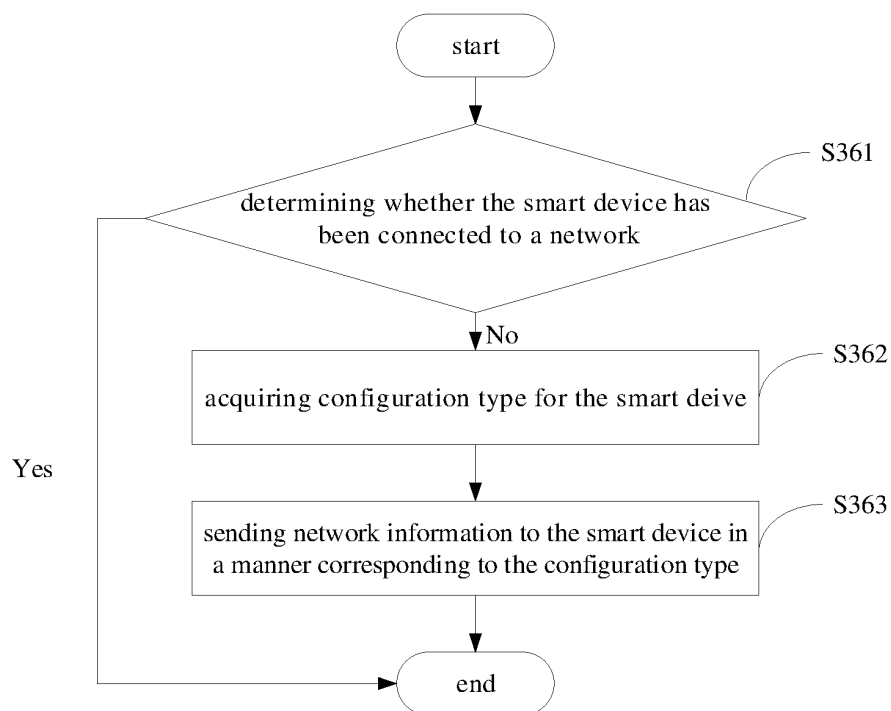 start
S361
determining whether the smart device has
been connected to a network
No
S362
acquiring configuration type for the smart deive
Yes
S363
sending network information to the smart device in
a manner corresponding to the configuration type
end